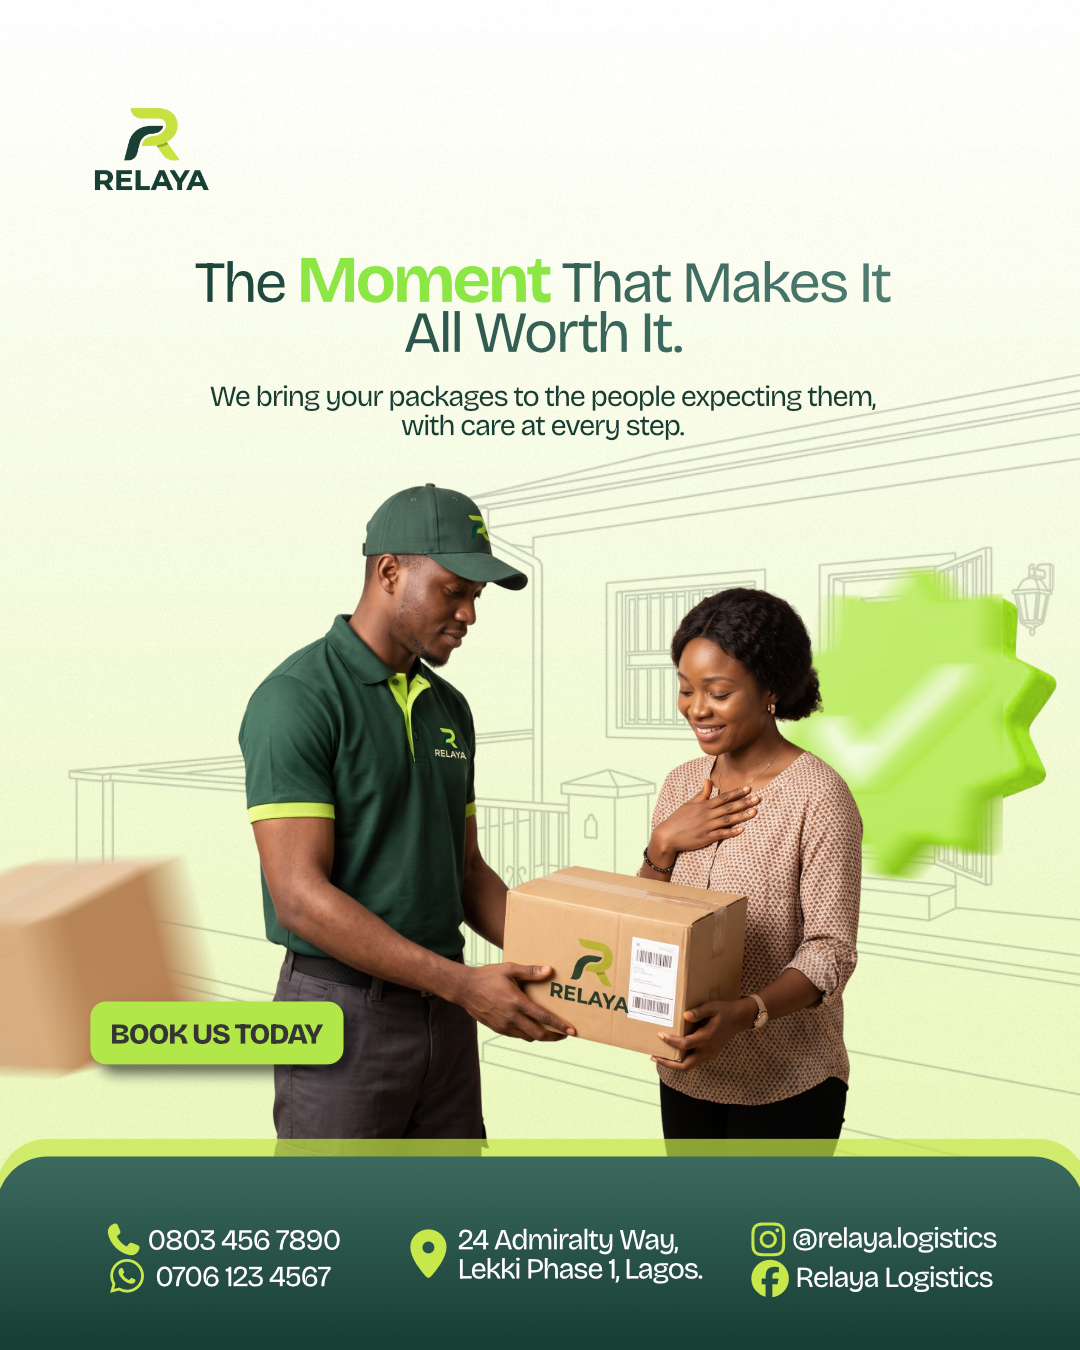 RELAYA
The Moment That Makes It
All Worth It.
We bring your packages to the people expecting them,
with care at every step.
RELAYA
RELAYA
BOOK US TODAY
0803 456 7890
0706 123 4567
24 Admiralty Way,
Lekki Phase 1, Lagos.
@relaya.logistics
Relaya Logistics